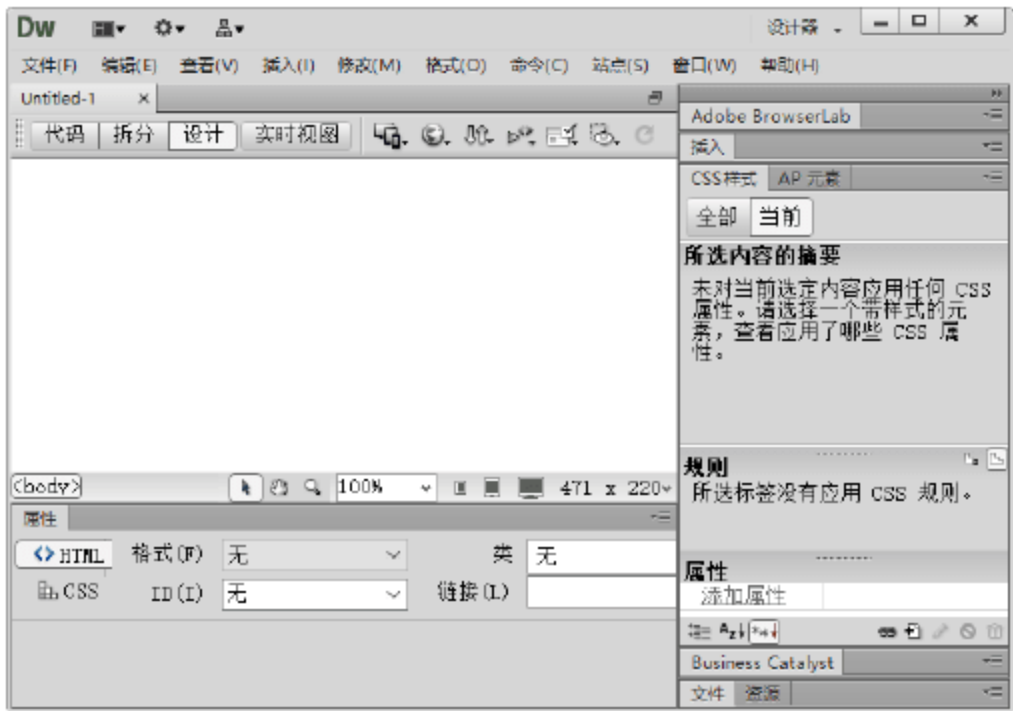 Dw 设计器
文件(F) 编辑(E) 查看(V) 插入(I) 修改(M) 格式(O) 命令(C) 站点(S) 窗口(W) 帮助(H)
Untitled-1
代码 拆分 设计 实时视图
Adobe BrowserLab
插入
CSS样式 AP 元素
全部 当前
所选内容的摘要
未对当前选定内容应用任何 CSS
属性。请选择一个带样式的元
素，查看应用了哪些 CSS 属
性。
规则
所选标签没有应用 CSS 规则。
属性
添加属性
Business Catalyst
文件 资源
<body> 100% 471 x 220
属性
HTML 格式(F) 无 类 无
CSS ID(I) 无 链接(L)